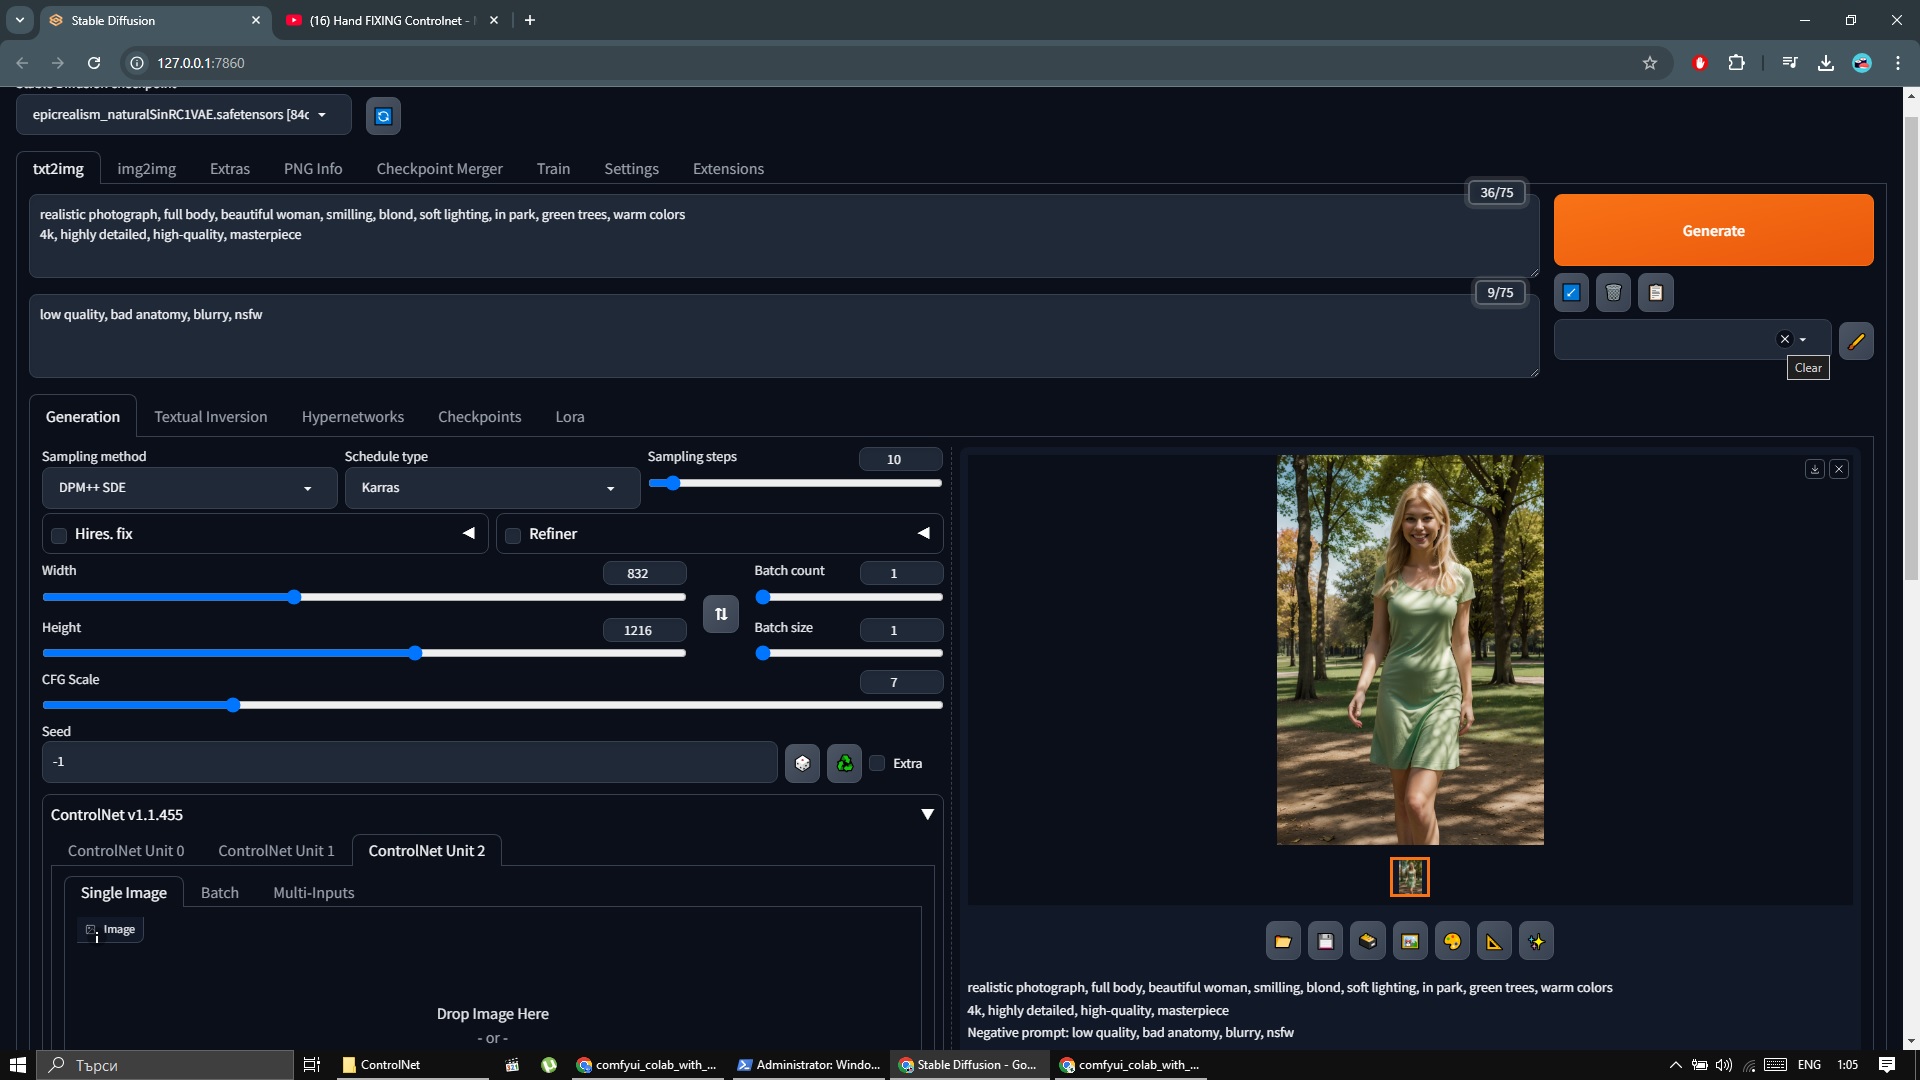 Stable Diffusion
(16) Hand FIXING Controlnet -
127.0.0.1:7860
epicrealism_naturalSinRC1VAE.safetensors [84c
txt2img
img2img
Extras
PNG Info
Checkpoint Merger
Train
Settings
Extensions
36/75
realistic photograph, full body, beautiful woman, smilling, blond, soft lighting, in park, green trees, warm colors
4k, highly detailed, high-quality, masterpiece
Generate
9/75
low quality, bad anatomy, blurry, nsfw
Clear
Generation
Textual Inversion
Hypernetworks
Checkpoints
Lora
Sampling method
Schedule type
Sampling steps
10
DPM++ SDE
Karras
Hires. fix
Refiner
Width
832
Batch count
1
Height
1216
Batch size
1
CFG Scale
7
Seed
-1
Extra
ControlNet v1.1.455
ControlNet Unit 0
ControlNet Unit 1
ControlNet Unit 2
Single Image
Batch
Multi-Inputs
Image
Drop Image Here
- or -
realistic photograph, full body, beautiful woman, smilling, blond, soft lighting, in park, green trees, warm colors
4k, highly detailed, high-quality, masterpiece
Negative prompt: low quality, bad anatomy, blurry, nsfw
Търси
ControlNet
comfyui_colab_with_...
Administrator: Windo...
Stable Diffusion - Go...
comfyui_colab_with_...
ENG
1:05